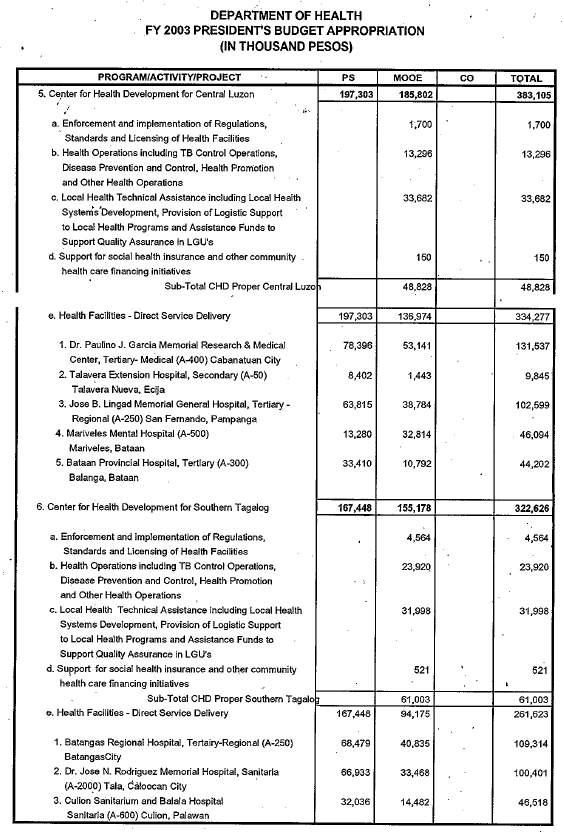 DEPARTMENT OF HEALTH
FY 2003 PRESIDENT'S BUDGET APPROPRIATION
(IN THOUSAND PESOS)
PROGRAM/ACTIVITY/PROJECT PS MOOE CO TOTAL
5. Center for Health Development for Central Luzon 197,303 185,802 383,105
a. Enforcement and implementation of Regulations, 1,700 1,700
Standards and Licensing of Health Facilities
b. Health Operations including TB Control Operations, 13,296 13,296
Disease Prevention and Control, Health Promotion
and Other Health Operations
c. Local Health Technical Assistance including Local Health 33,682 33,682
Systems Development, Provision of Logistic Support
to Local Health Programs and Assistance Funds to
Support Quality Assurance in LGU's
d. Support for social health insurance and other community 150 150
health care financing initiatives
Sub-Total CHD Proper Central Luzon 48,828 48,828
e. Health Facilities - Direct Service Delivery 197,303 136,974 334,277
1. Dr. Paulino J. Garcia Memorial Research & Medical 78,396 53,141 131,537
Center, Tertiary- Medical (A-400) Cabanatuan City
2. Talavera Extension Hospital, Secondary (A-50) 8,402 1,443 9,845
Talavera Nueva, Ecija
3. Jose B. Lingad Memorial General Hospital, Tertiary - 63,815 38,784 102,599
Regional (A-250) San Fernando, Pampanga
4. Mariveles Mental Hospital (A-500) 13,280 32,814 46,094
Mariveles, Bataan
5. Bataan Provincial Hospital, Tertiary (A-300) 33,410 10,792 44,202
Balanga, Bataan
6. Center for Health Development for Southern Tagalog 167,448 155,178 322,626
a. Enforcement and implementation of Regulations, 4,564 4,564
Standards and Licensing of Health Facilities
b. Health Operations including TB Control Operations, 23,920 23,920
Disease Prevention and Control, Health Promotion
and Other Health Operations
c. Local Health Technical Assistance including Local Health 31,998 31,998
Systems Development, Provision of Logistic Support
to Local Health Programs and Assistance Funds to
Support Quality Assurance in LGU's
d. Support for social health insurance and other community 521 521
health care financing initiatives
Sub-Total CHD Proper Southern Tagalog 61,003 61,003
e. Health Facilities - Direct Service Delivery 167,448 94,175 261,623
1. Batangas Regional Hospital, Tertairy-Regional (A-250) 68,479 40,835 109,314
BatangasCity
2. Dr. Jose N. Rodriguez Memorial Hospital, Sanitaria 66,933 33,468 100,401
(A-2000) Tala, Caloocan City
3. Culion Sanitarium and Balala Hospital 32,036 14,482 46,518
Sanitaria (A-600) Culion, Palawan